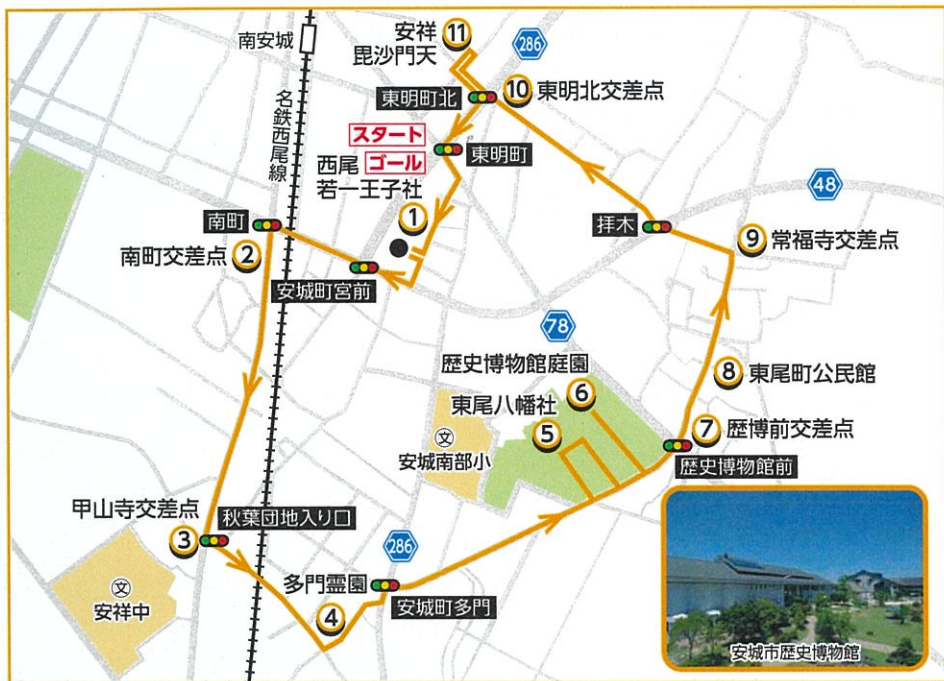 南安城
名鉄西尾線
安祥
毘沙門天
11
286
東明町北
10 東明北交差点
スタート
ゴール
東明町
西尾
若一王子社
1
48
南町
2
南町交差点
安城町宮前
拝木
9
常福寺交差点
78
歴史博物館庭園
6
東尾八幡社
5
文
安城南部小
8 東尾町公民館
7 歴博前交差点
歴史博物館前
甲山寺交差点
3
秋葉団地入り口
文
安祥中
286
多門霊園
4
安城町多門
安城市歴史博物館